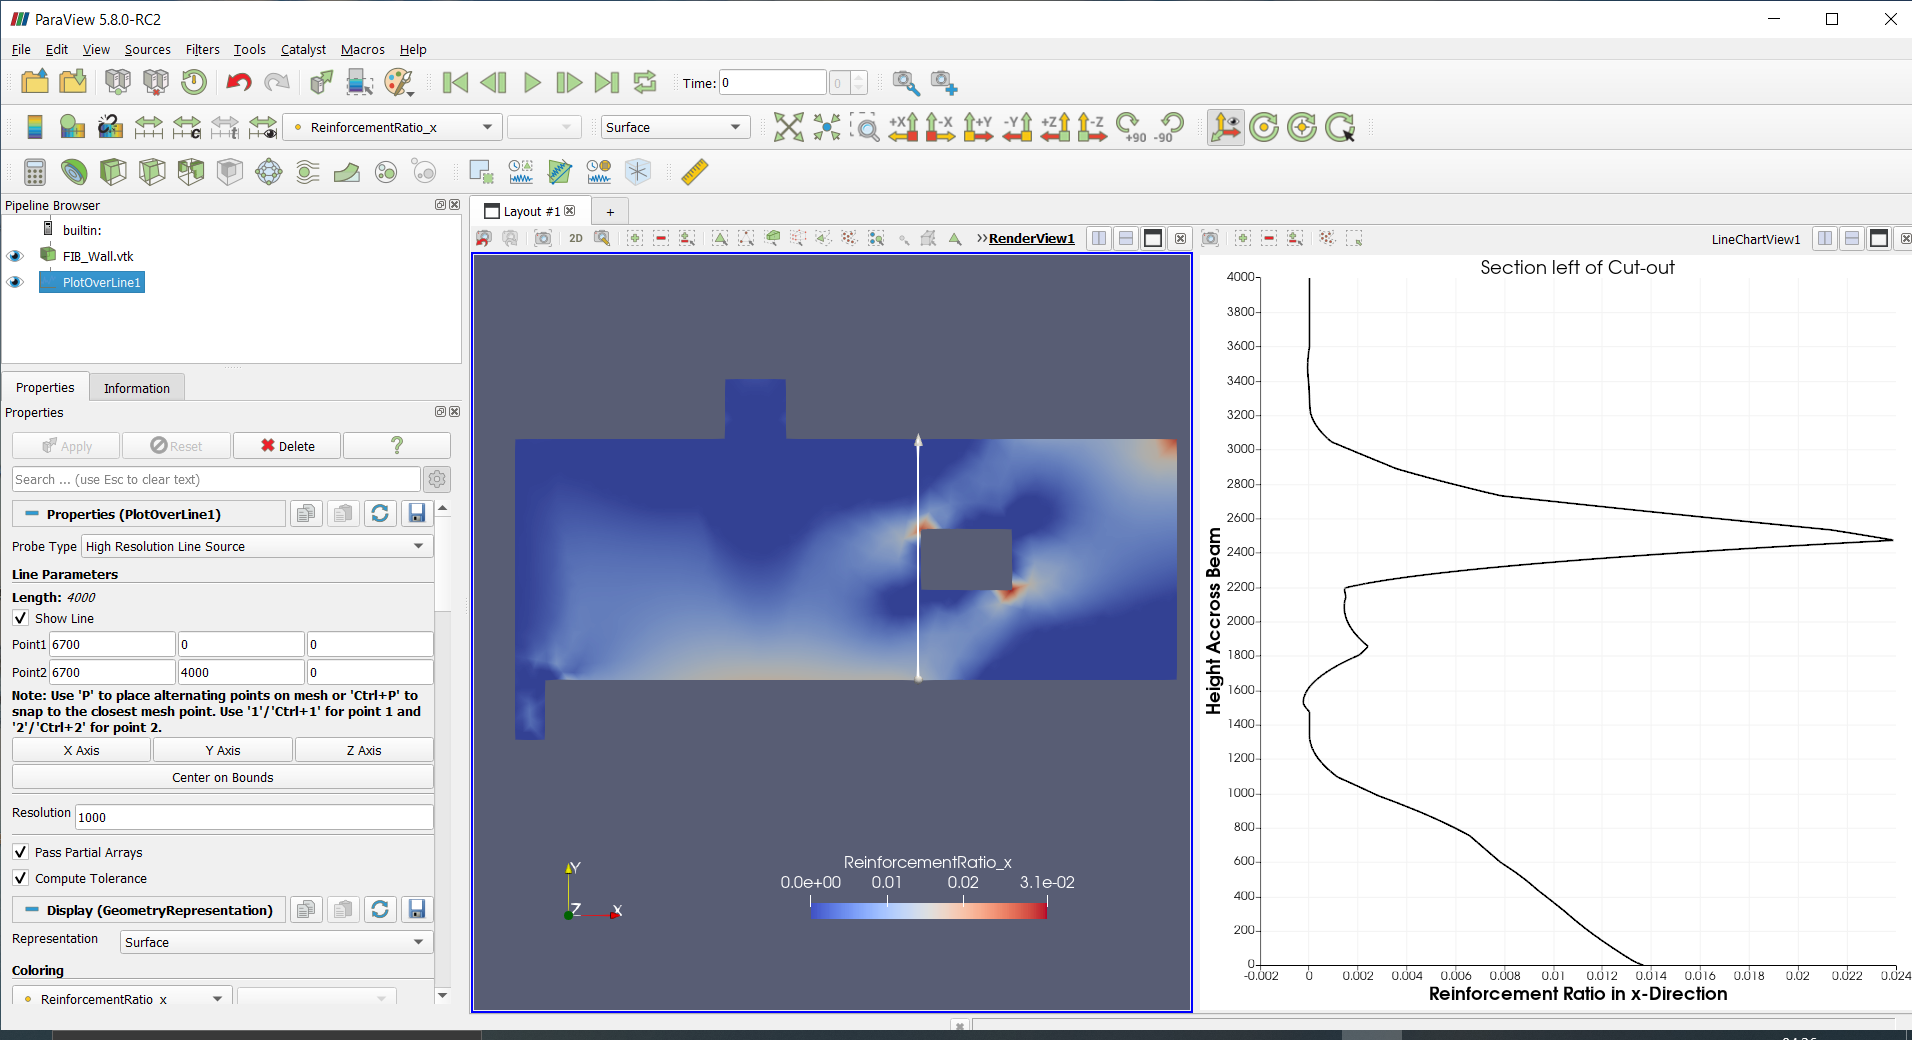 ParaView 5.8.0-RC2
File Edit View Sources Filters Tools Catalyst Macros Help
Time: 0 0
ReinforcementRatio_x Surface +X -X +Y -Y +Z -Z +90 -90
Pipeline Browser
builtin:
FIB_Wall.vtk
PlotOverLine1
Properties Information
Properties
Apply Reset Delete ?
Search ... (use Esc to clear text)
Properties (PlotOverLine1)
Probe Type High Resolution Line Source
Line Parameters
Length: 4000
Show Line
Point1 6700 0 0
Point2 6700 4000 0
Note: Use 'P' to place alternating points on mesh or 'Ctrl+P' to
snap to the closest mesh point. Use '1'/'Ctrl+1' for point 1 and
'2'/'Ctrl+2' for point 2.
X Axis Y Axis Z Axis
Center on Bounds
Resolution 1000
Pass Partial Arrays
Compute Tolerance
Display (GeometryRepresentation)
Representation Surface
Coloring
ReinforcementRatio_x
Layout #1 +
2D >> RenderView1
Y
Z X
ReinforcementRatio_x
0.0e+00 0.01 0.02 3.1e-02
LineChartView1
Section left of Cut-out
Height Accross Beam
4000
3800
3600
3400
3200
3000
2800
2600
2400
2200
2000
1800
1600
1400
1200
1000
800
600
400
200
0
-0.002 0 0.002 0.004 0.006 0.008 0.01 0.012 0.014 0.016 0.018 0.02 0.022 0.024
Reinforcement Ratio in x-Direction